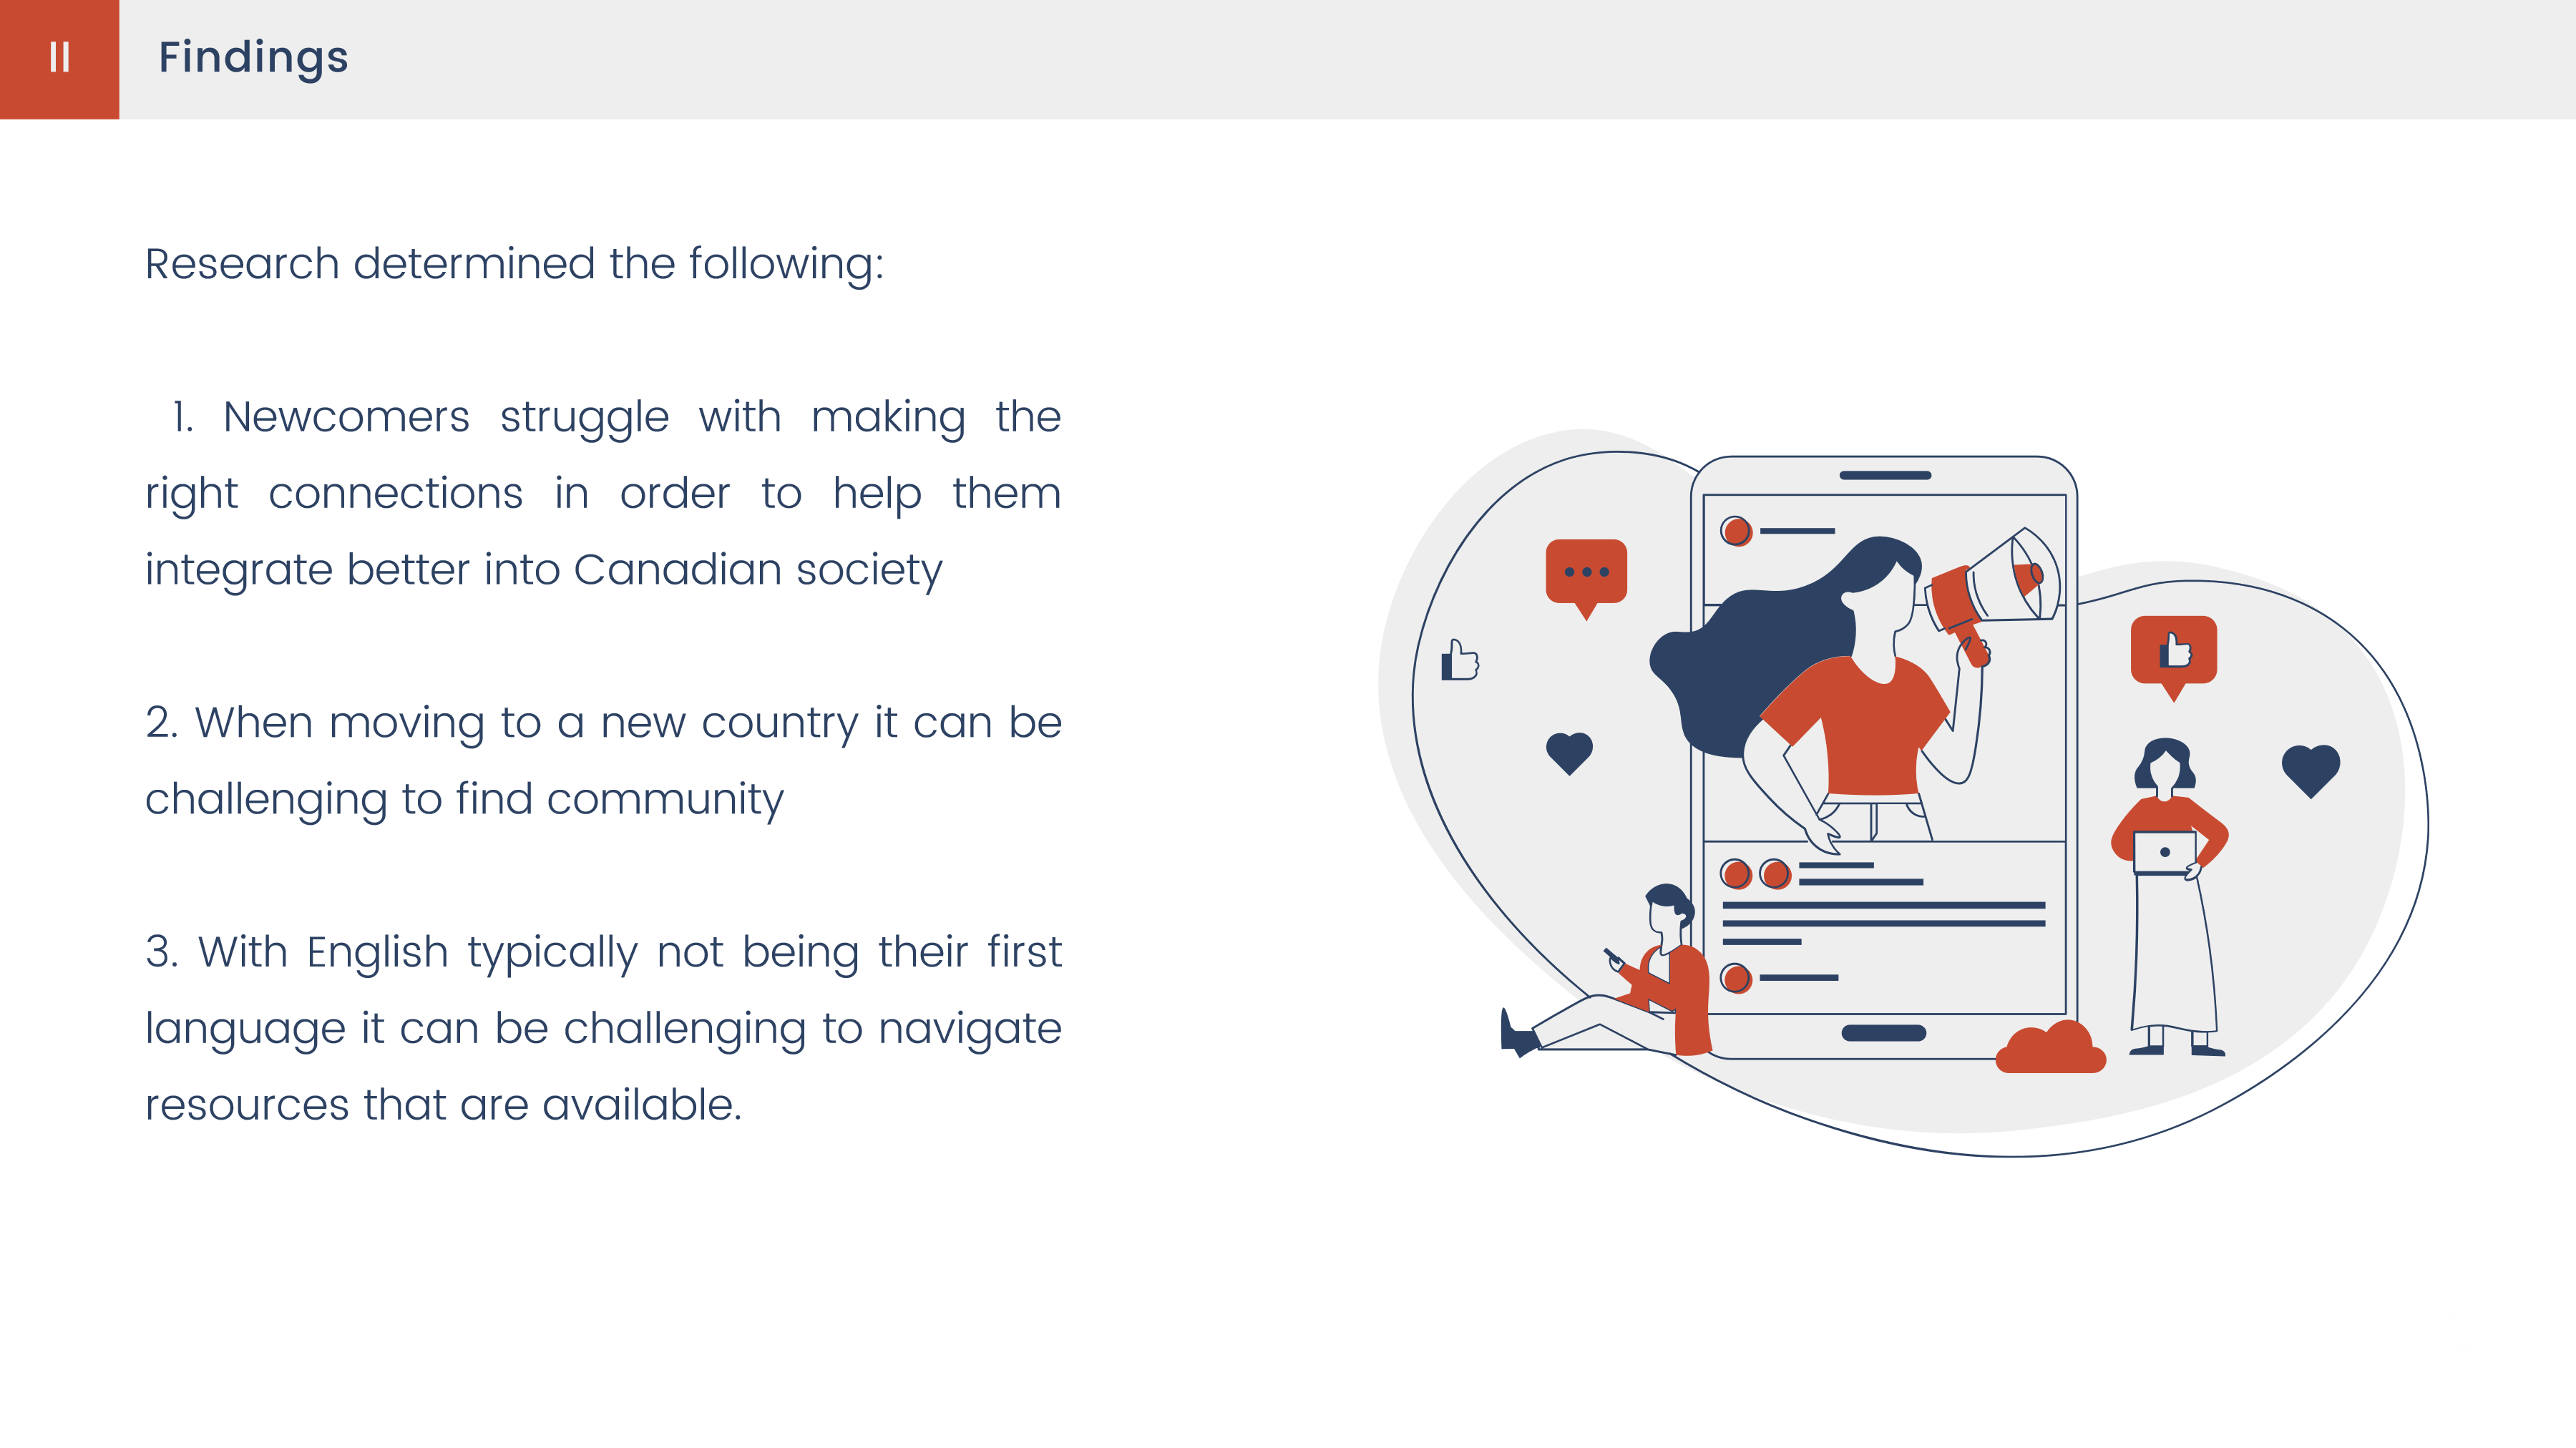 II
Findings
Research determined the following:
1. Newcomers struggle with making the
right connections in order to help them
integrate better into Canadian society
2. When moving to a new country it can be
challenging to find community
3. With English typically not being their first
language it can be challenging to navigate
resources that are available.